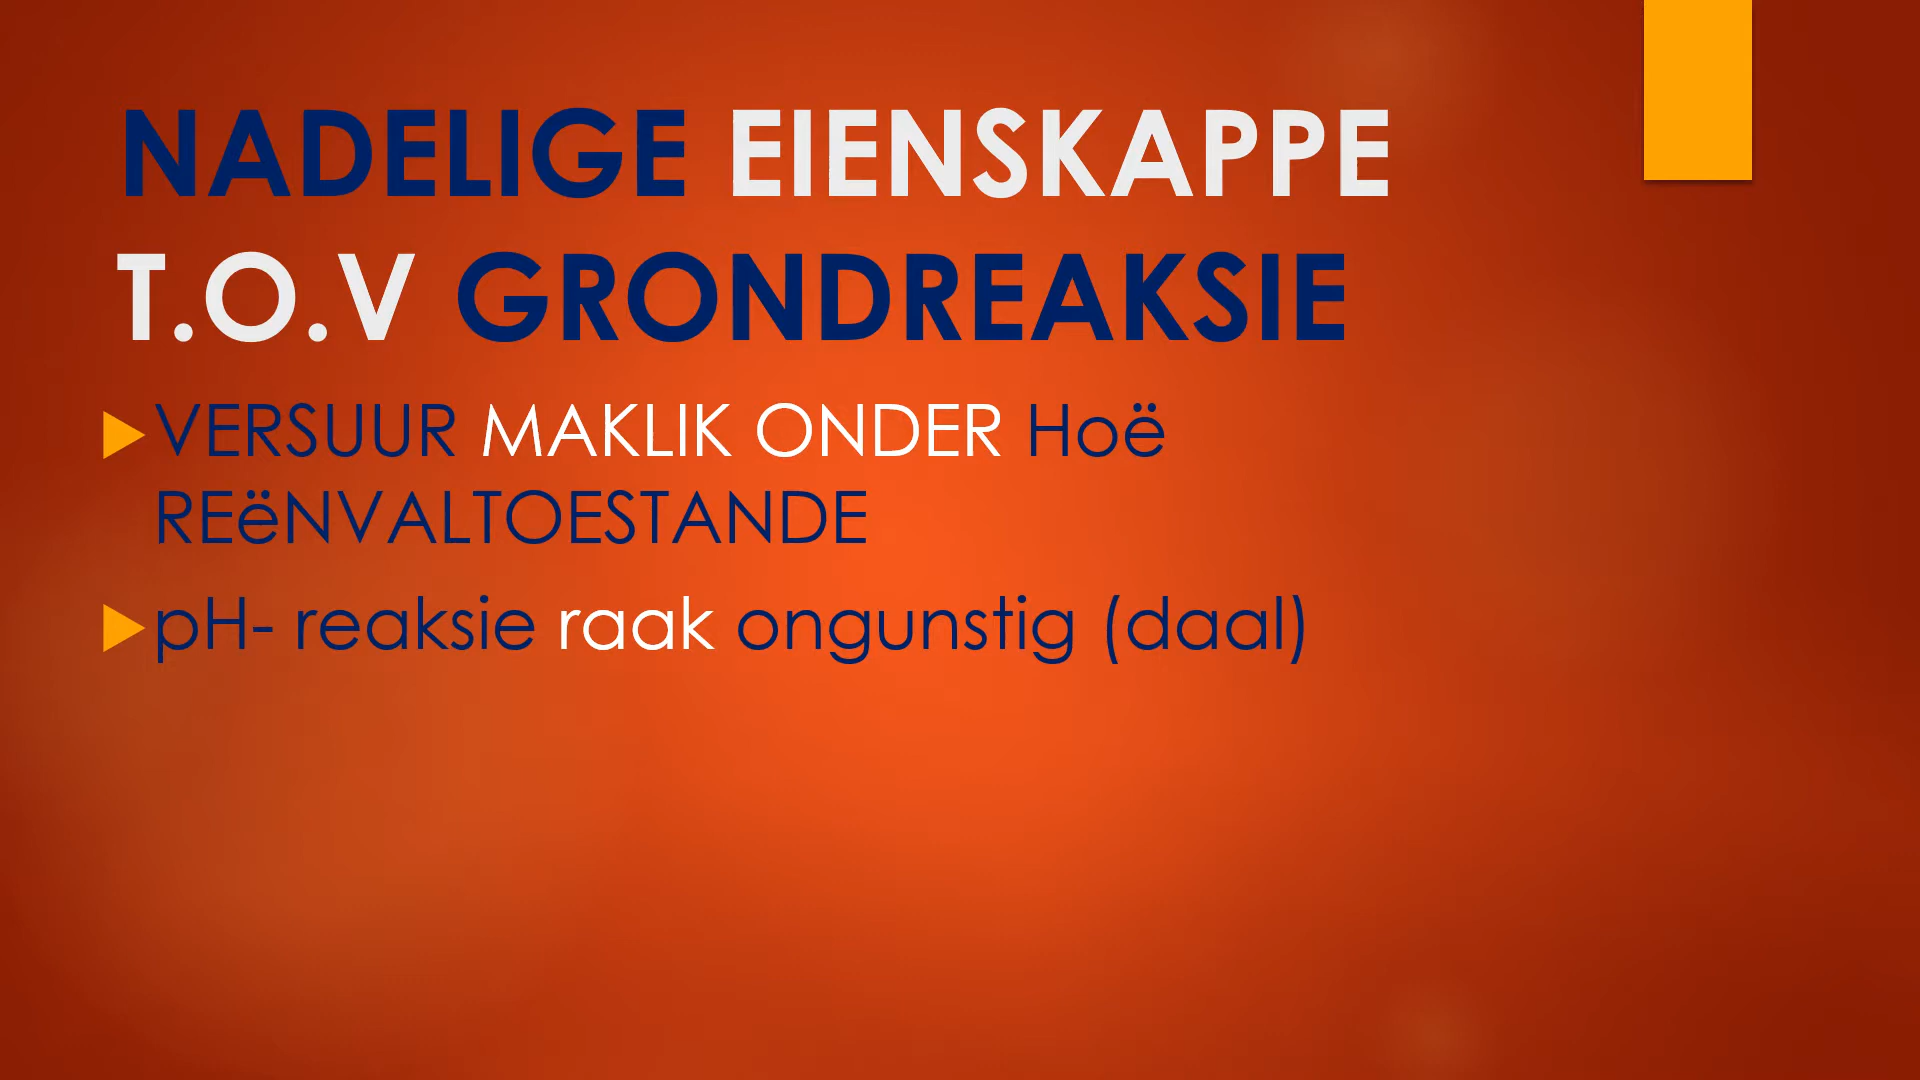 NADELIGE EIENSKAPPE
T.O.V GRONDREAKSIE
VERSUUR MAKLIK ONDER Hoë
REëNVALTOESTANDE
pH- reaksie raak ongunstig (daal)